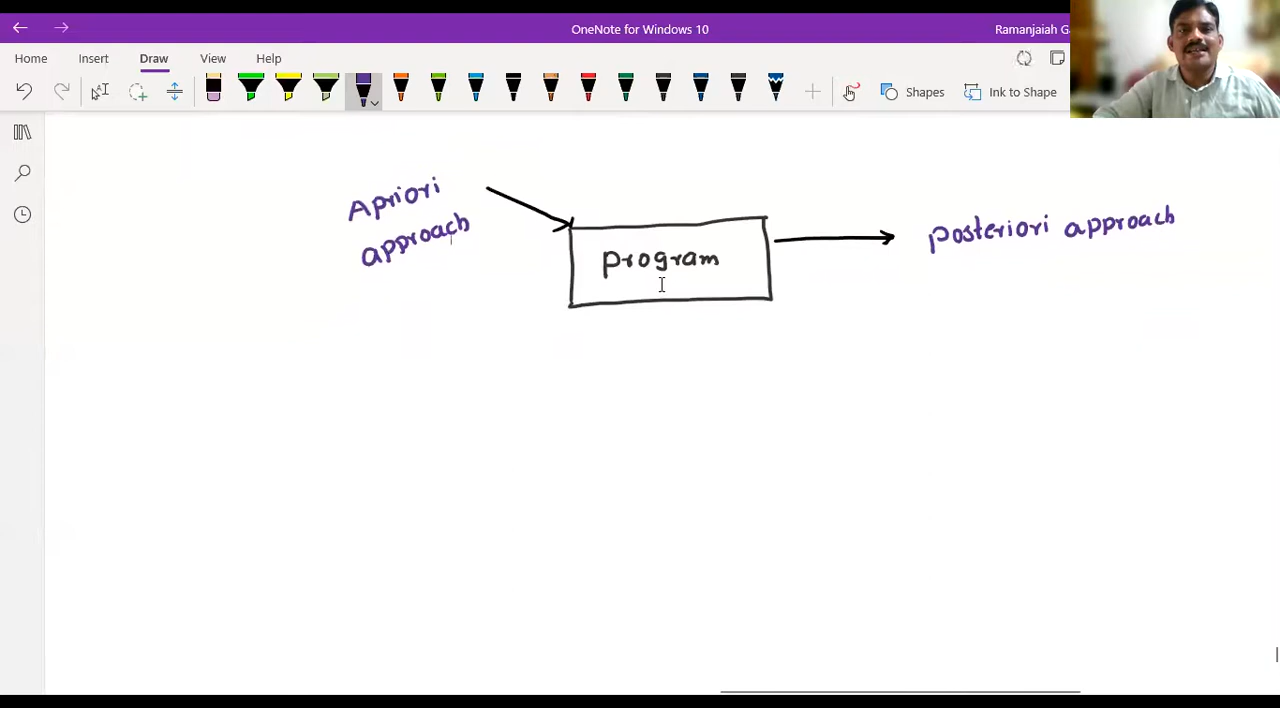 OneNote for Windows 10
Ramanjaiah G
Home Insert Draw View Help
Shapes Ink to Shape
Apriori
approach
program
posteriori approach